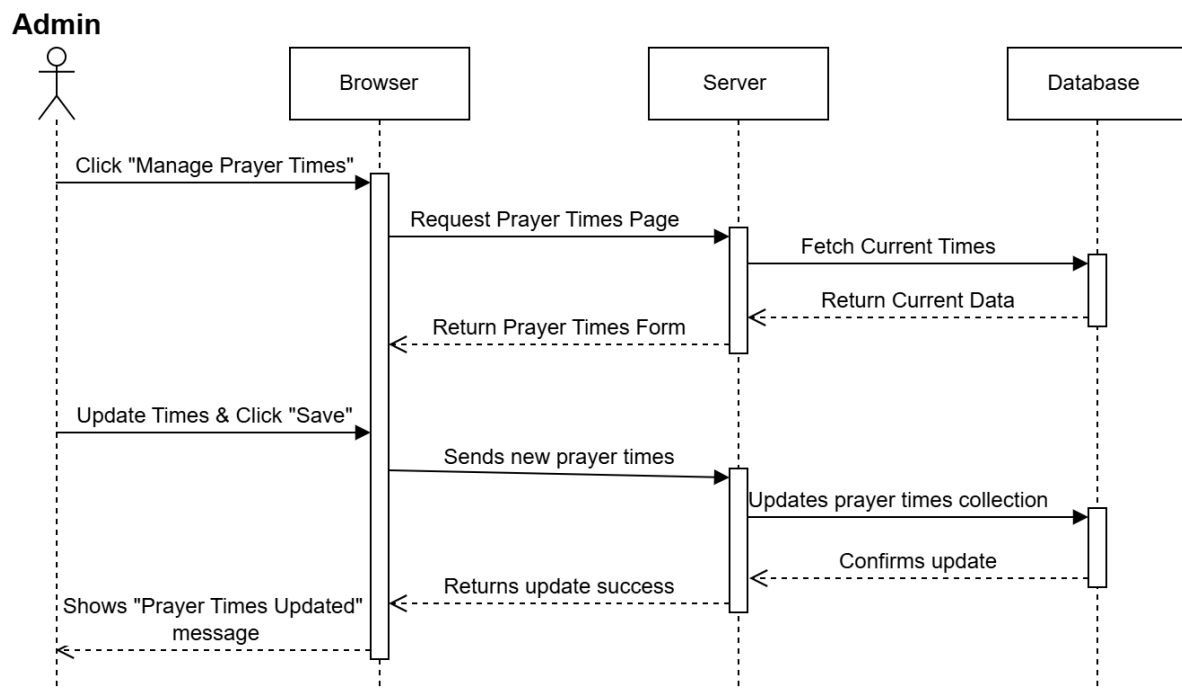 Admin
Browser
Server
Database
Click "Manage Prayer Times"
Request Prayer Times Page
Fetch Current Times
Return Current Data
Return Prayer Times Form
Update Times & Click "Save"
Sends new prayer times
Updates prayer times collection
Confirms update
Returns update success
Shows "Prayer Times Updated"
message